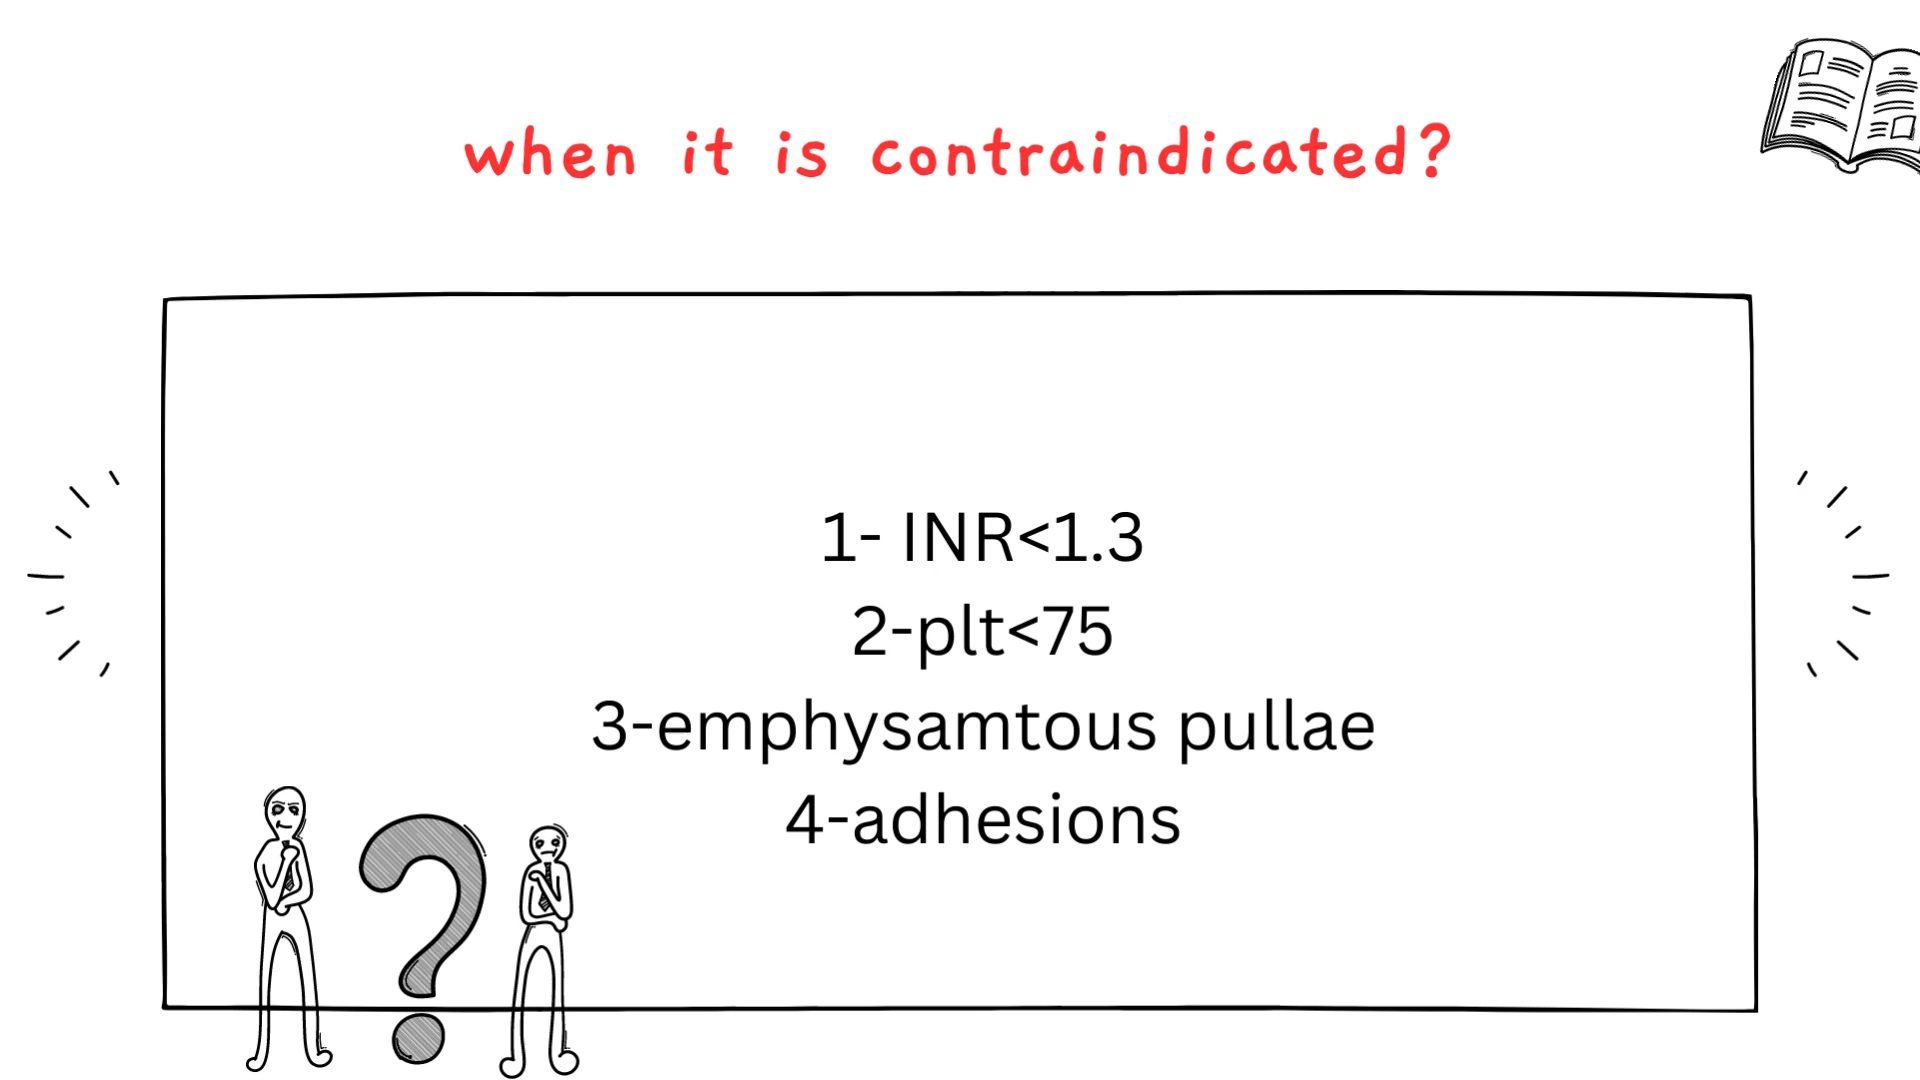 when it is contraindicated?
1- INR<1.3
2-plt<75
3-emphysamtous pullae
4-adhesions